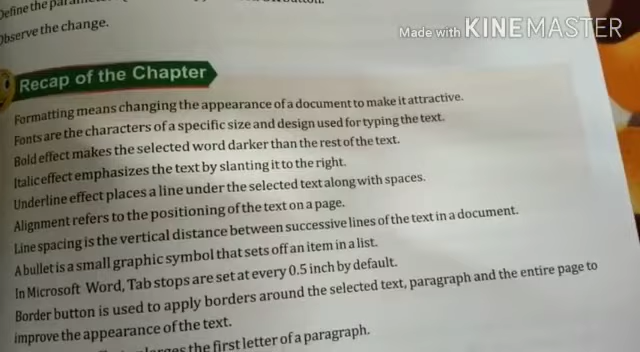 Define the
Observe the change.
Made with KINEMASTER
Recap of the Chapter
Formatting means changing the appearance of a document to make it attractive.
Fonts are the characters of a specific size and design used for typing the text.
Bold effect makes the selected word darker than the rest of the text.
Italic effect emphasizes the text by slanting it to the right.
Underline effect places a line under the selected text along with spaces.
Alignment refers to the positioning of the text on a page.
Line spacing is the vertical distance between successive lines of the text in a document.
A bullet is a small graphic symbol that sets off an item in a list.
In Microsoft Word, Tab stops are set at every 0.5 inch by default.
Border button is used to apply borders around the selected text, paragraph and the entire page to
improve the appearance of the text.
the first letter of a paragraph.